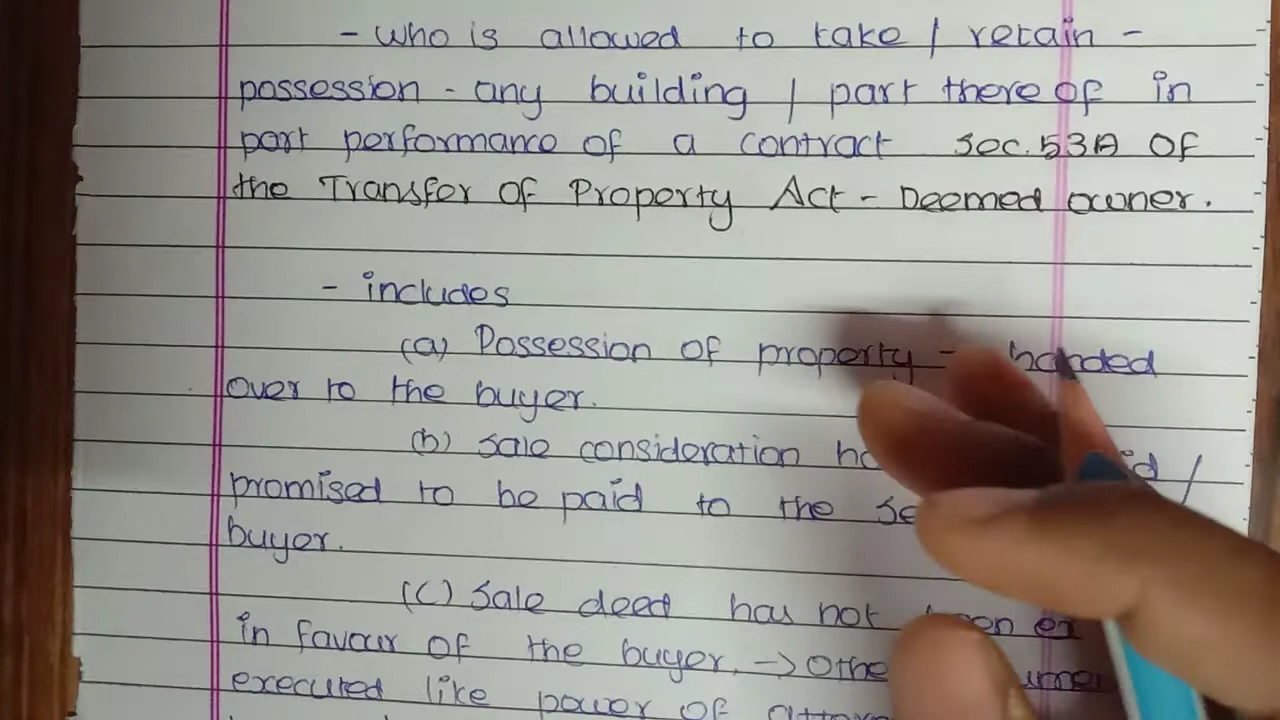 - who is allowed to take / retain -
possession - any building / part there of in
part performance of a contract sec.53A of
the Transfer of Property Act - Deemed owner.
- includes
(a) Possession of property - handed
over to the buyer.
(b) Sale consideration /
promised to be paid to the
buyer.
(c) Sale deed has not
in favour of the buyer. →
executed like power of